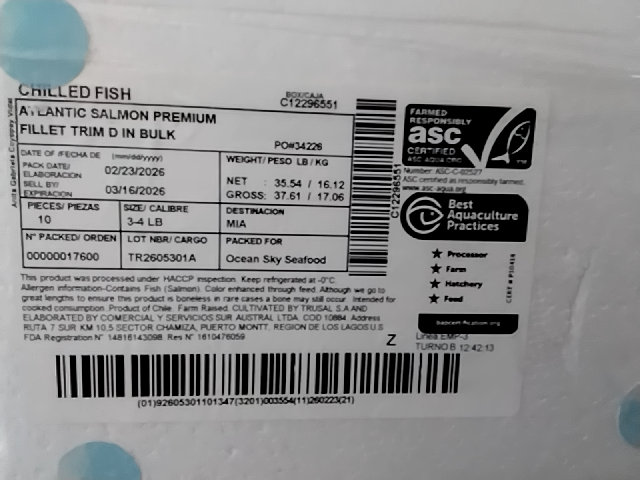 CHILLED FISH
BOX/CAJA
C12296551
ATLANTIC SALMON PREMIUM
FILLET TRIM D IN BULK
PO#34226
DATE OF /FECHA DE (mm/dd/yyyy)
PACK DATE/
ELABORACION 02/23/2026
SELL BY/
EXPIRACION 03/16/2026
WEIGHT/ PESO LB / KG
NET : 35.54 / 16.12
GROSS: 37.61 / 17.06
PIECES/ PIEZAS
10
SIZE/ CALIBRE
3-4 LB
DESTINACION
MIA
N° PACKED/ ORDEN
00000017600
LOT NBR/ CARGO
TR2605301A
PACKED FOR
Ocean Sky Seafood
This product was processed under HACCP inspection. Keep refrigerated at -0°C.
Allergen information-Contains Fish (Salmon). Color enhanced through feed. Although we go to
great lengths to ensure this product is boneless in rare cases a bone may still occur. Intended for
cooked consumption. Product of Chile. Farm Raised. CULTIVATED BY TRUSAL S.A AND
ELABORATED BY COMERCIAL Y SERVICIOS SUR AUSTRAL LTDA. COD 10884 Address
RUTA 7 SUR KM 10,5 SECTOR CHAMIZA, PUERTO MONTT, REGION DE LOS LAGOS U.S
FDA Registration N° 14816143098. Res N° 1610476059
Z
(01)92605301101347(3201)003554(11)260223(21)
C12296551
FARMED
RESPONSIBLY
asc
CERTIFIED
ASC-AQUA.ORG
TM
Number: ASC-C-02527
ASC certified as responsibly farmed.
www.asc-aqua.org
Best
Aquaculture
Practices
Processor
Farm
Hatchery
Feed
bapcertification.org
Linea:EMP-3
TURNO B 12:42:13